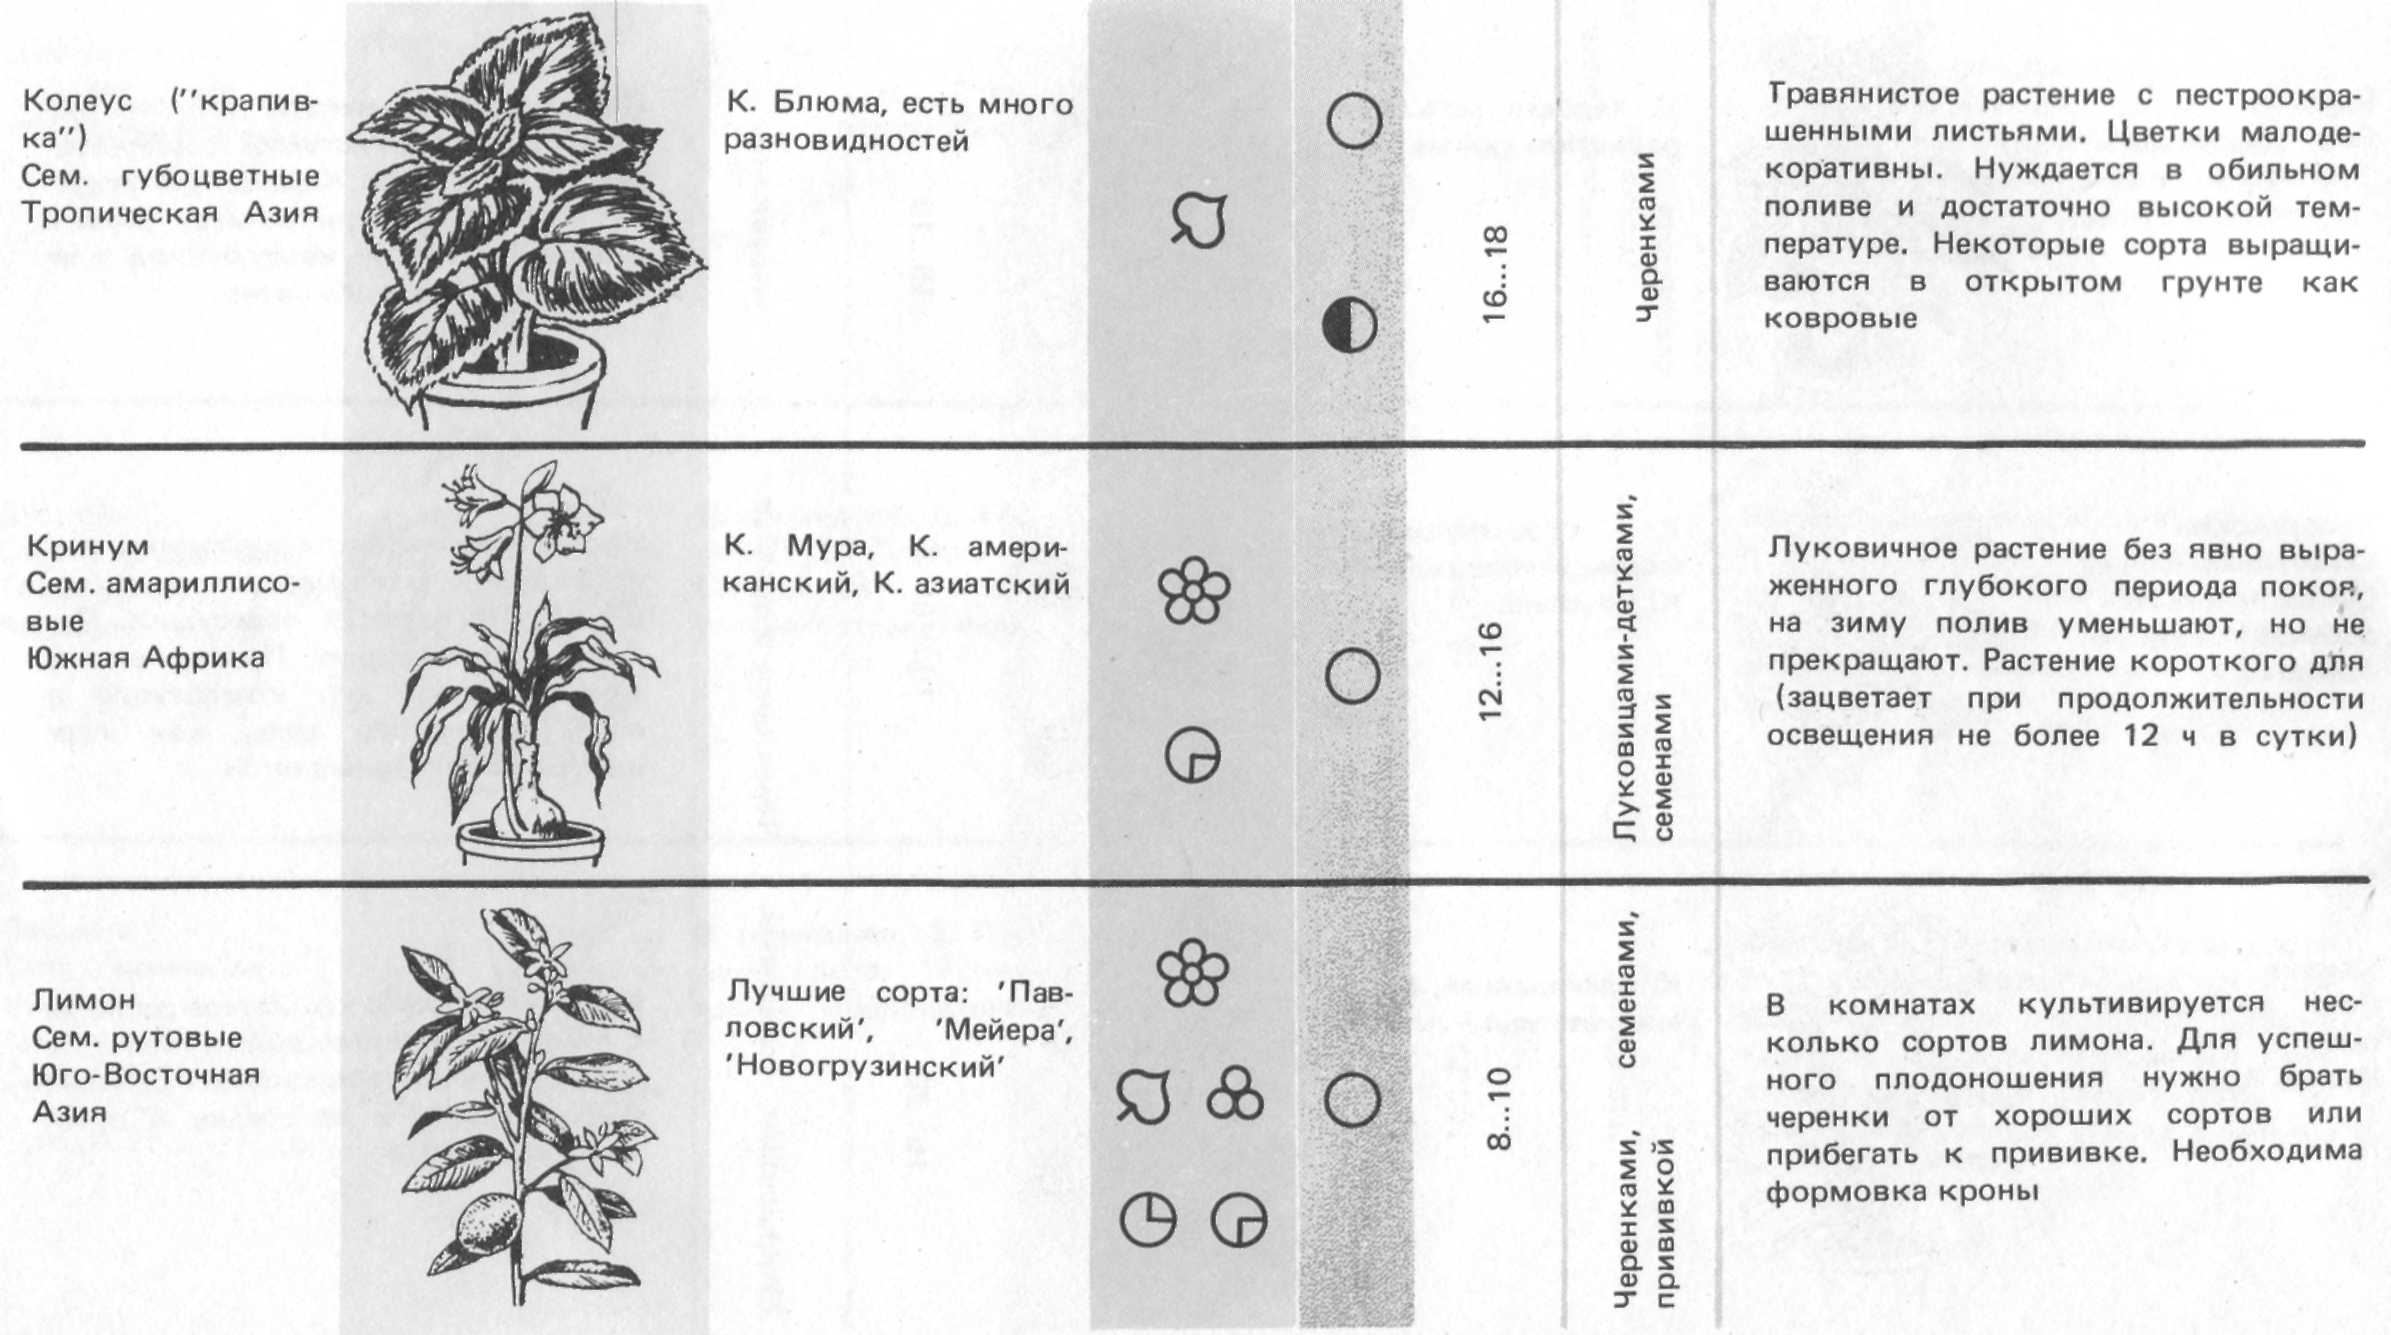 Колеус (''крапив-
ка'')
Сем. губоцветные
Тропическая Азия
К. Блюма, есть много
разновидностей
16...18
Черенками
Травянистое растение с пестроокра-
шенными листьями. Цветки малоде-
коративны. Нуждается в обильном
поливе и достаточно высокой тем-
пературе. Некоторые сорта выращи-
ваются в открытом грунте как
ковровые
Кринум
Сем. амариллисо-
вые
Южная Африка
К. Мура, К. амери-
канский, К. азиатский
12...16
Луковицами-детками,
семенами
Луковичное растение без явно выра-
женного глубокого периода покоя,
на зиму полив уменьшают, но не
прекращают. Растение короткого для
(зацветает при продолжительности
освещения не более 12 ч в сутки)
Лимон
Сем. рутовые
Юго-Восточная
Азия
Лучшие сорта: 'Пав-
ловский', 'Мейера',
'Новогрузинский'
8...10
Черенками, семенами,
прививкой
В комнатах культивируется нес-
колько сортов лимона. Для успеш-
ного плодоношения нужно брать
черенки от хороших сортов или
прибегать к прививке. Необходима
формовка кроны